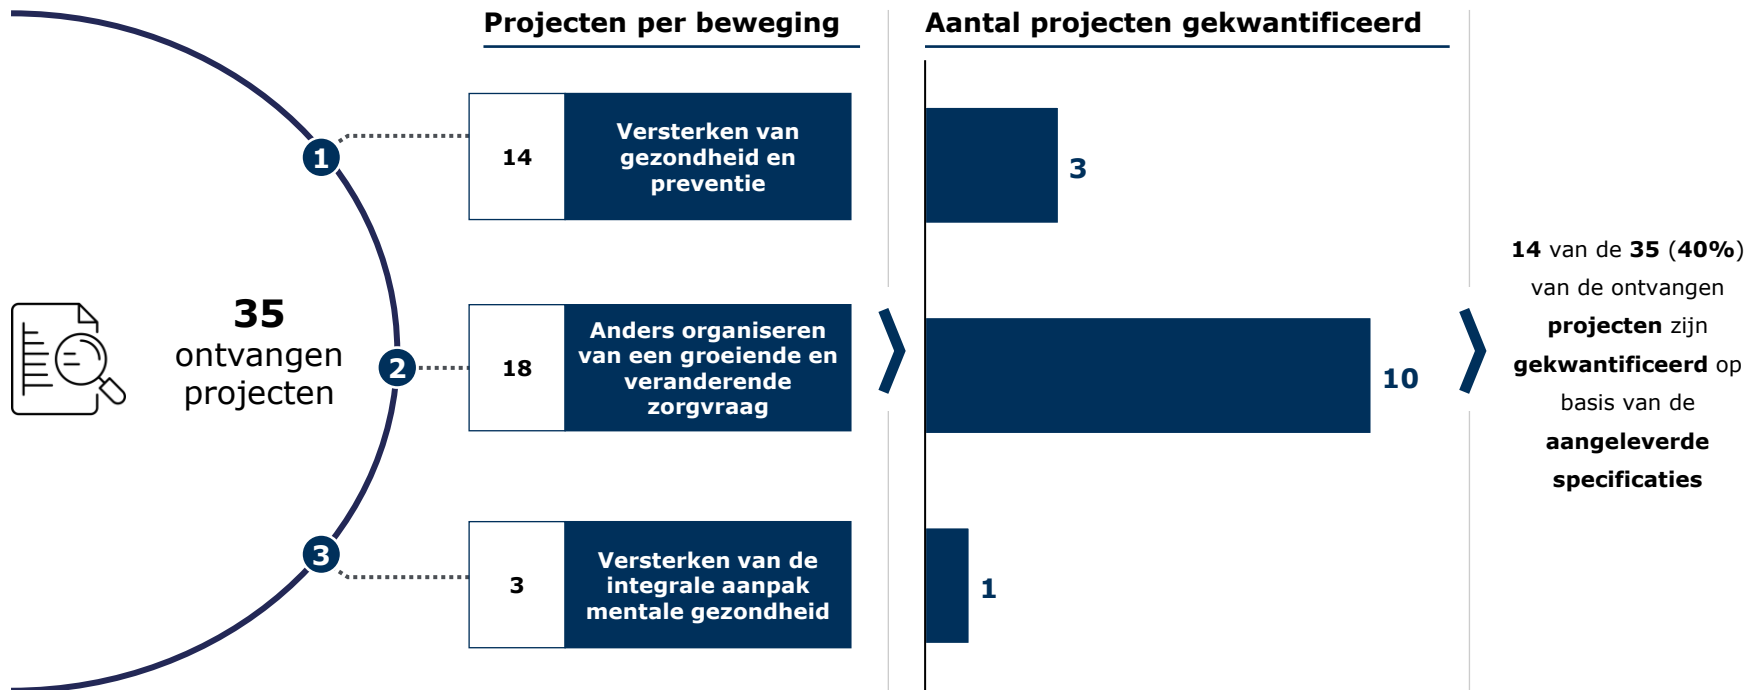 Projecten per beweging
Aantal projecten gekwantificeerd
35
ontvangen
projecten
1
14
Versterken van
gezondheid en
preventie
3
2
18
Anders organiseren
van een groeiende en
veranderende
zorgvraag
10
3
3
Versterken van de
integrale aanpak
mentale gezondheid
1
14 van de 35 (40%)
van de ontvangen
projecten zijn
gekwantificeerd op
basis van de
aangeleverde
specificaties